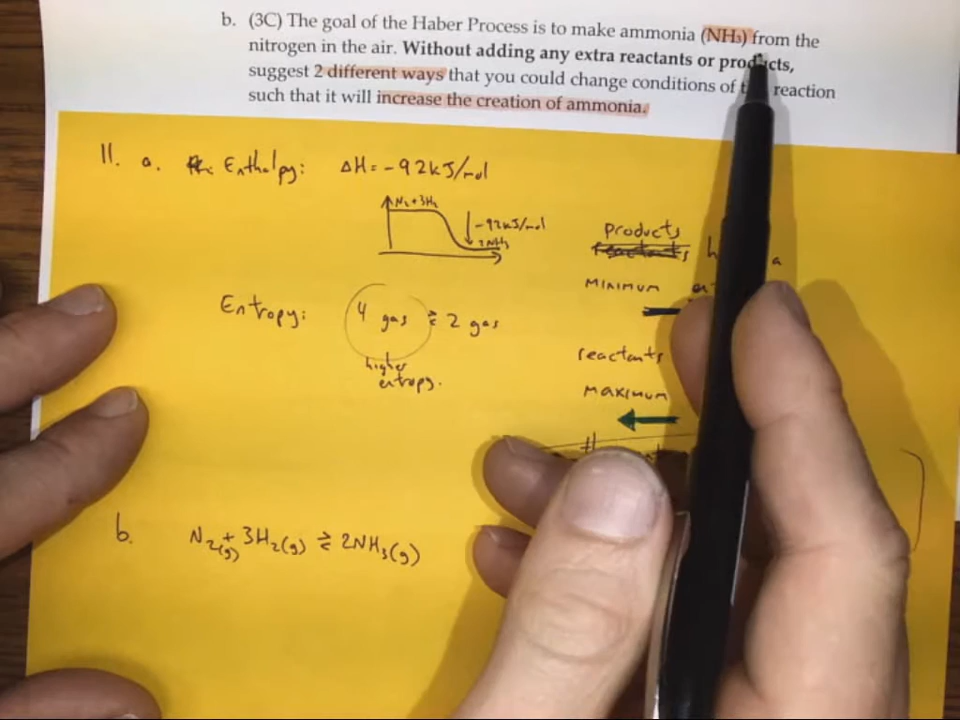 b. (3C) The goal of the Haber Process is to make ammonia (NH₃) from the
nitrogen in the air. Without adding any extra reactants or products,
suggest 2 different ways that you could change conditions of reaction
such that it will increase the creation of ammonia.
11. a. Enthalpy: ΔH = -92kJ/mol
N₂ + 3H₂
-92kJ/mol
2NH₃
products
reactants
MINIMUM
Entropy: 4 gas ⇌ 2 gas
higher
entropy.
reactants
MAXIMUM
b. N₂(g) + 3H₂(g) ⇌ 2NH₃(g)